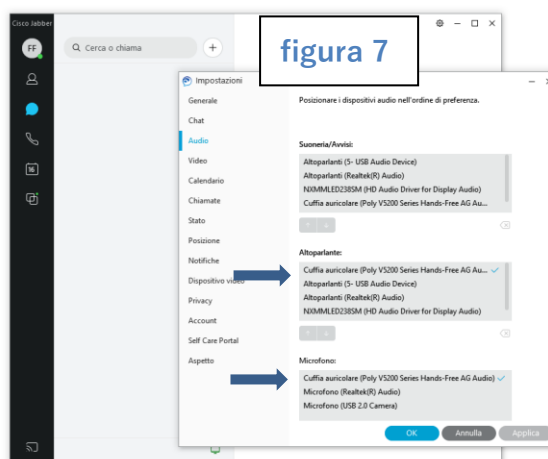 Cisco Jabber
FF
Cerca o chiama
figura 7
16
Impostazioni
Generale
Chat
Audio
Video
Calendario
Chiamate
Stato
Posizione
Notifiche
Dispositivo video
Privacy
Account
Self Care Portal
Aspetto
Posizionare i dispositivi audio nell'ordine di preferenza.
Suoneria/Avvisi:
Altoparlanti (5- USB Audio Device)
Altoparlanti (Realtek(R) Audio)
NXMMLED238SM (HD Audio Driver for Display Audio)
Cuffia auricolare (Poly V5200 Series Hands-Free AG Au...
Altoparlante:
Cuffia auricolare (Poly V5200 Series Hands-Free AG Au...
Altoparlanti (5- USB Audio Device)
Altoparlanti (Realtek(R) Audio)
NXMMLED238SM (HD Audio Driver for Display Audio)
Microfono:
Cuffia auricolare (Poly V5200 Series Hands-Free AG Audio)
Microfono (Realtek(R) Audio)
Microfono (USB 2.0 Camera)
OK
Annulla
Applica